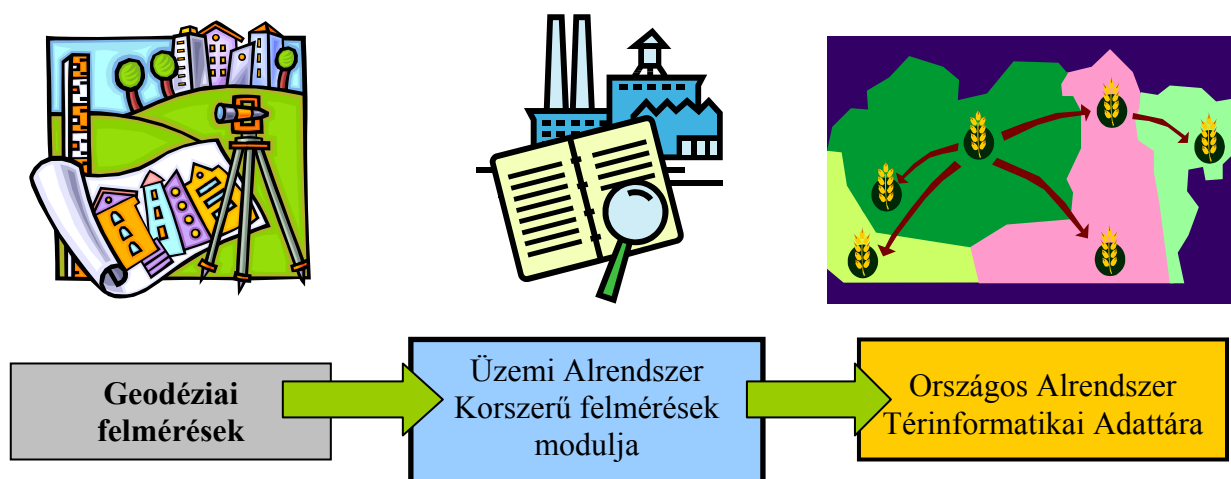 Geodéziai
felmérések
Üzemi Alrendszer
Korszerű felmérések
modulja
Országos Alrendszer
Térinformatikai Adattára